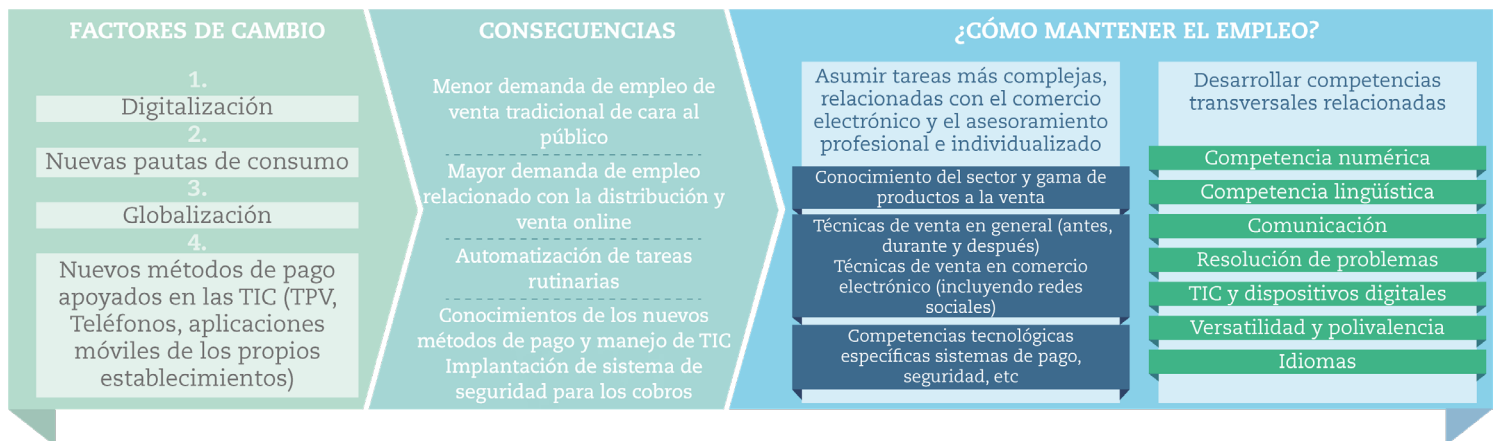 FACTORES DE CAMBIO
1.
Digitalización
2.
Nuevas pautas de consumo
3.
Globalización
4.
Nuevos métodos de pago
apoyados en las TIC (TPV,
Teléfonos, aplicaciones
móviles de los propios
establecimientos)
CONSECUENCIAS
Menor demanda de empleo de
venta tradicional de cara al
público
Mayor demanda de empleo
relacionado con la distribución y
venta online
Automatización de tareas
rutinarias
Conocimientos de los nuevos
métodos de pago y manejo de TIC
Implantación de sistema de
seguridad para los cobros
¿CÓMO MANTENER EL EMPLEO?
Asumir tareas más complejas,
relacionadas con el comercio
electrónico y el asesoramiento
profesional e individualizado
Conocimiento del sector y gama de
productos a la venta
Técnicas de venta en general (antes,
durante y después)
Técnicas de venta en comercio
electrónico (incluyendo redes
sociales)
Competencias tecnológicas
específicas sistemas de pago,
seguridad, etc
Desarrollar competencias
transversales relacionadas
Competencia numérica
Competencia lingüística
Comunicación
Resolución de problemas
TIC y dispositivos digitales
Versatilidad y polivalencia
Idiomas